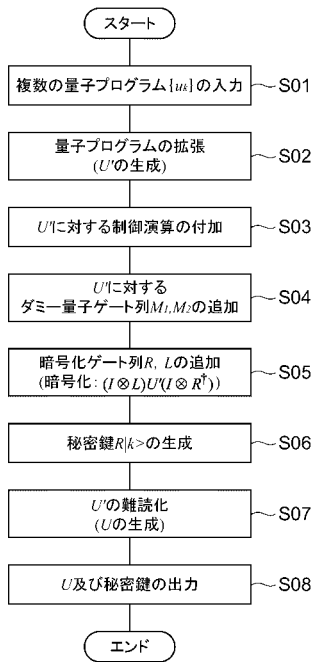 スタート
複数の量子プログラム{uk}の入力
S01
量子プログラムの拡張
(U'の生成)
S02
U'に対する制御演算の付加
S03
U'に対する
ダミー量子ゲート列M1,M2の追加
S04
暗号化ゲート列R, Lの追加
(暗号化: (I⊗L)U'(I⊗R†))
S05
秘密鍵R|k>の生成
S06
U'の難読化
(Uの生成)
S07
U及び秘密鍵の出力
S08
エンド